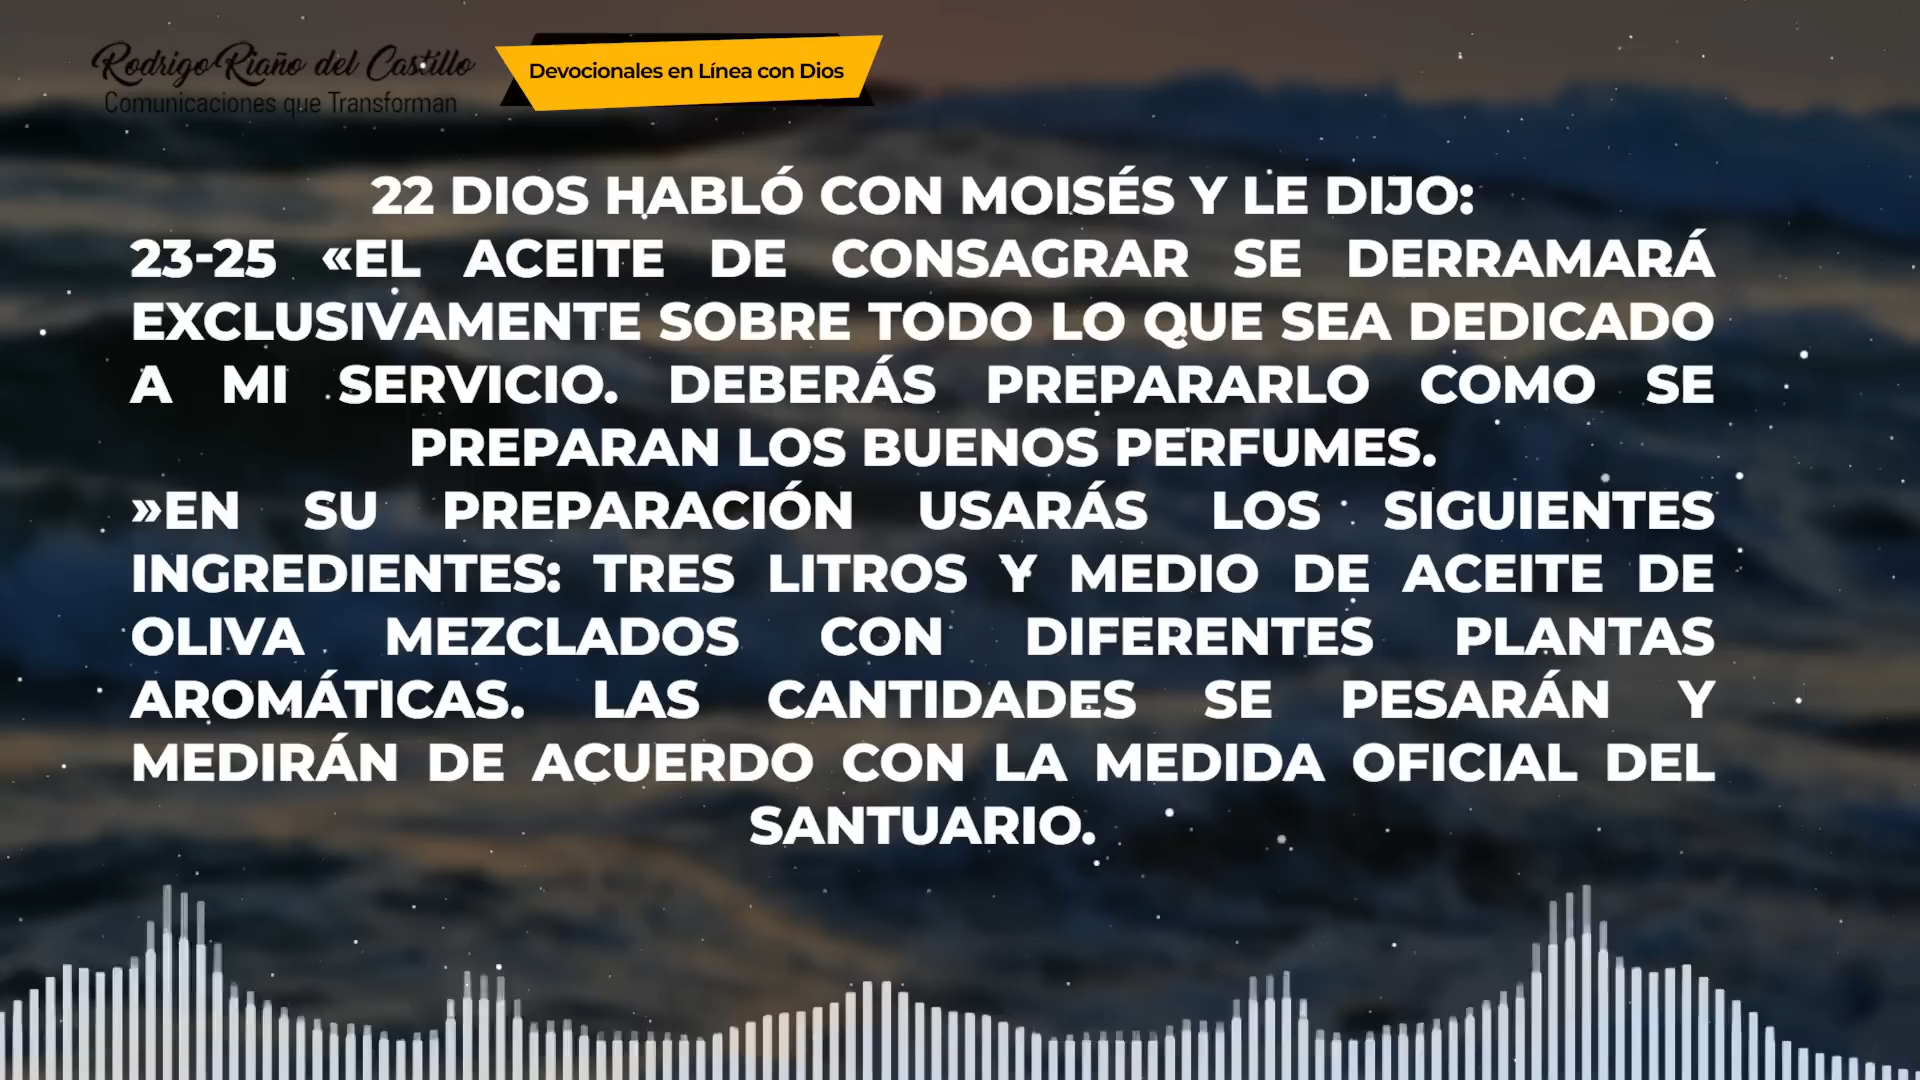 Rodrigo Riaño del Castillo
Comunicaciones que Transforman
Devocionales en Línea con Dios
22 DIOS HABLÓ CON MOISÉS Y LE DIJO:
23-25 «EL ACEITE DE CONSAGRAR SE DERRAMARÁ
EXCLUSIVAMENTE SOBRE TODO LO QUE SEA DEDICADO
A MI SERVICIO. DEBERÁS PREPARARLO COMO SE
PREPARAN LOS BUENOS PERFUMES.
»EN SU PREPARACIÓN USARÁS LOS SIGUIENTES
INGREDIENTES: TRES LITROS Y MEDIO DE ACEITE DE
OLIVA MEZCLADOS CON DIFERENTES PLANTAS
AROMÁTICAS. LAS CANTIDADES SE PESARÁN Y
MEDIRÁN DE ACUERDO CON LA MEDIDA OFICIAL DEL
SANTUARIO.